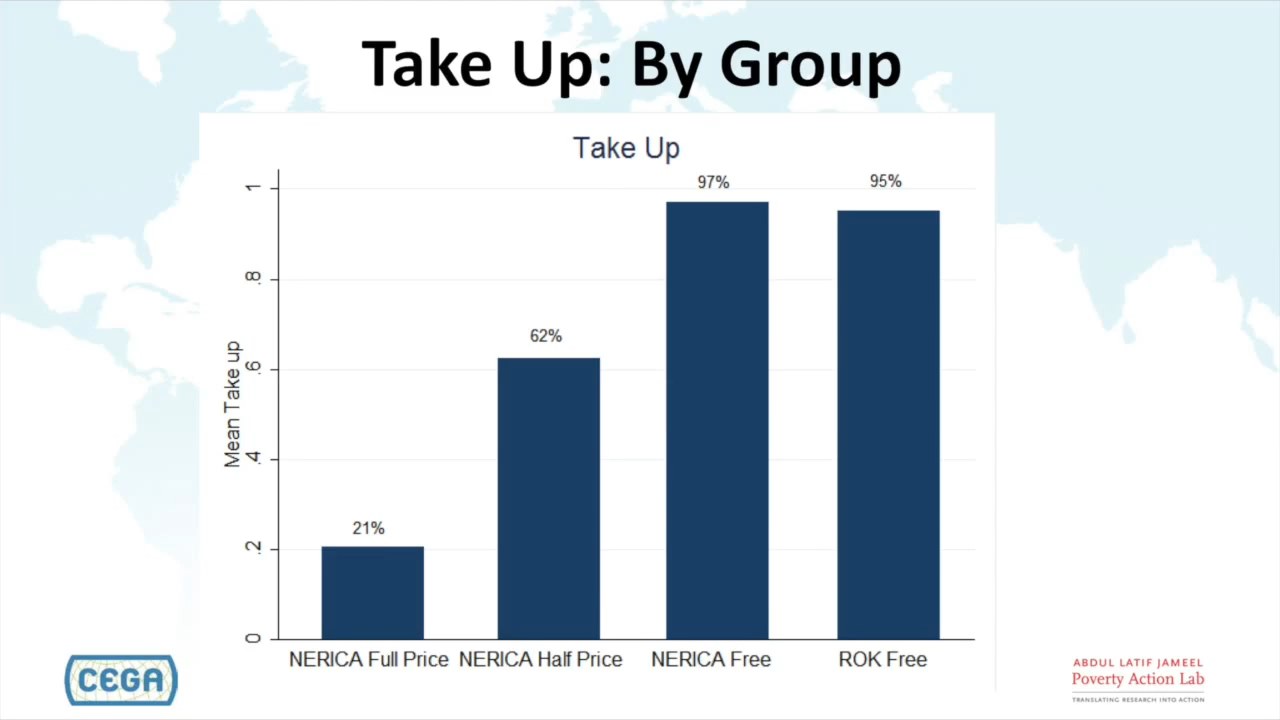 Take Up: By Group
Take Up
Mean Take up
1
.8
.6
.4
.2
0
21%
62%
97%
95%
NERICA Full Price
NERICA Half Price
NERICA Free
ROK Free
CEGA
ABDUL LATIF JAMEEL
Poverty Action Lab
TRANSLATING RESEARCH INTO ACTION